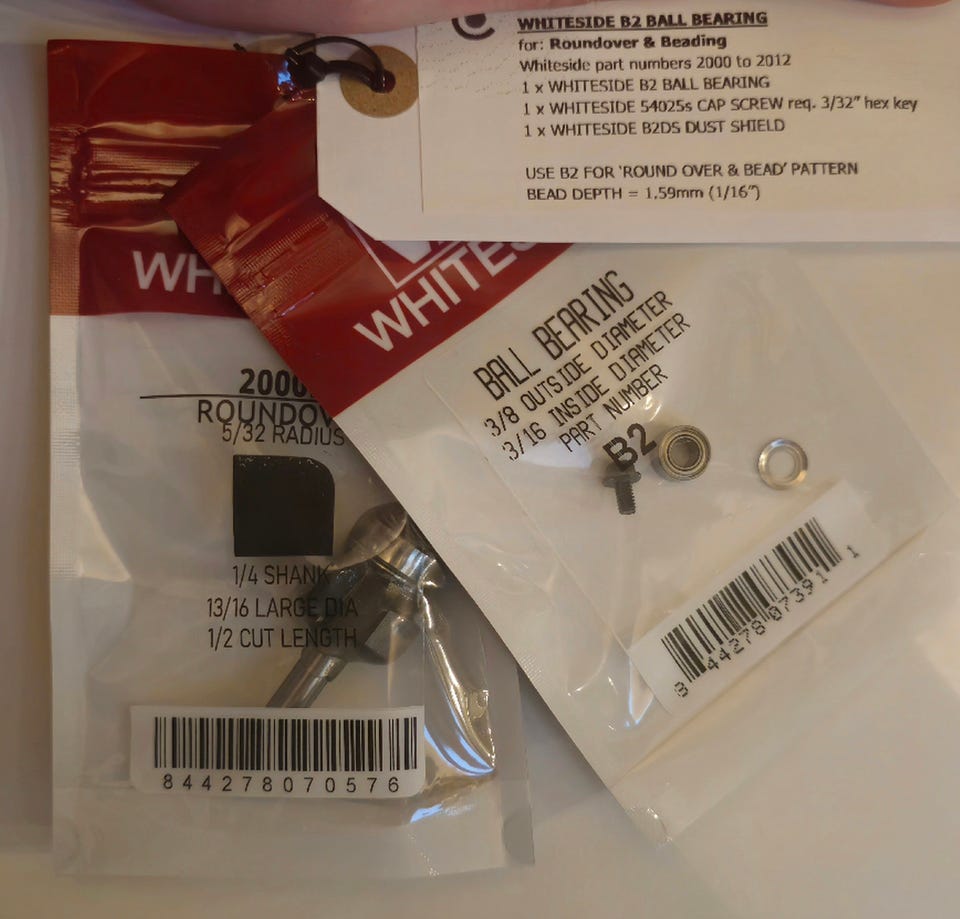 WHITESIDE B2 BALL BEARING
for: Roundover & Beading
Whiteside part numbers 2000 to 2012
1 x WHITESIDE B2 BALL BEARING
1 x WHITESIDE 54025s CAP SCREW req. 3/32" hex key
1 x WHITESIDE B2DS DUST SHIELD
USE B2 FOR 'ROUND OVER & BEAD' PATTERN
BEAD DEPTH = 1,59mm (1/16")
WH
2000
ROUNDOV
5/32 RADIUS
1/4 SHANK
13/16 LARGE DIA
1/2 CUT LENGTH
844278070576
WHITES
BALL BEARING
3/8 OUTSIDE DIAMETER
3/16 INSIDE DIAMETER
PART NUMBER
B2
8 44278 07391 1